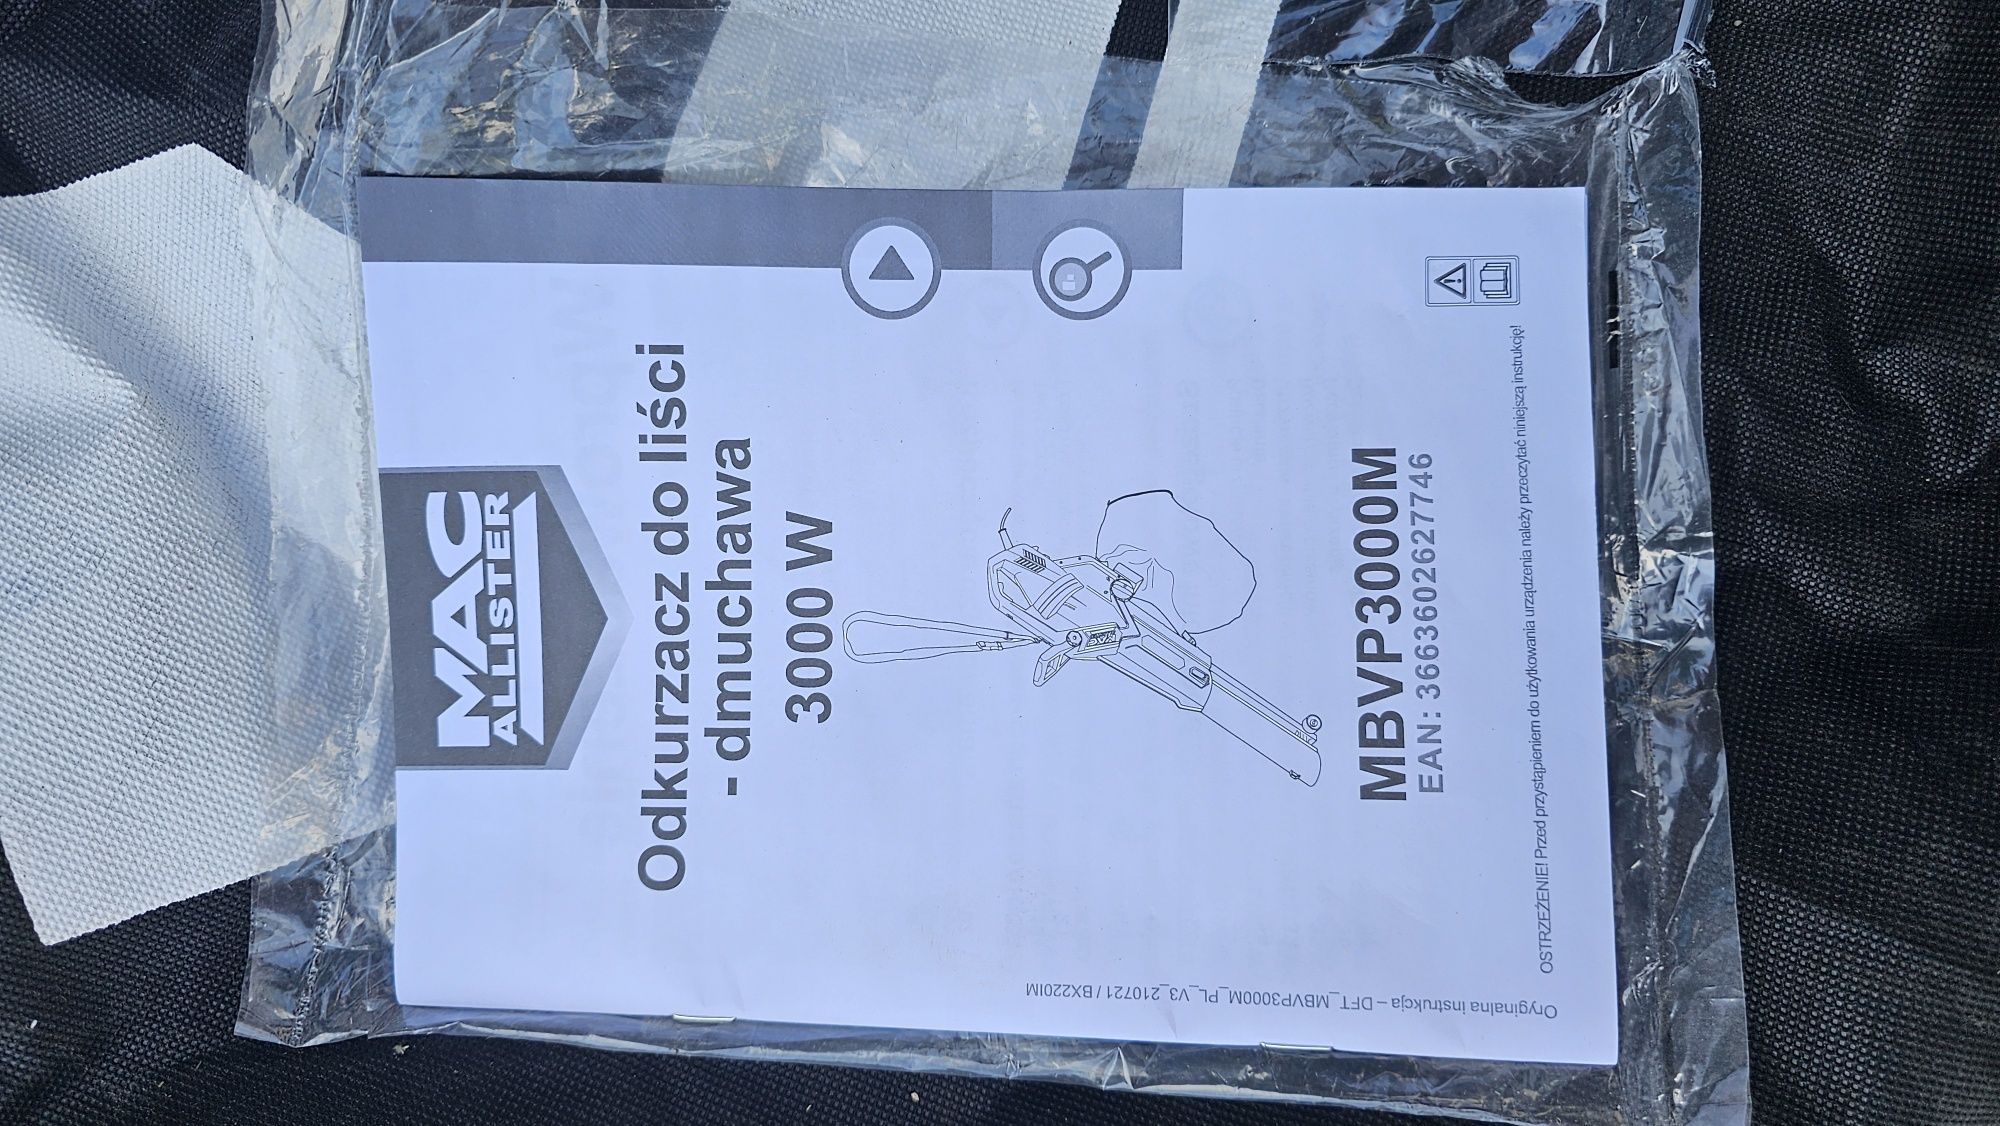 MAC
ALLISTER
Odkurzacz do liści
- dmuchawa
3000 W
MBVP3000M
EAN: 3663602627746
OSTRZEŻENIE! Przed przystąpieniem do użytkowania urządzenia należy przeczytać niniejszą instrukcję!
Oryginalna instrukcja – DFT_MBVP3000M_PL_V3_210721 / BX220IM